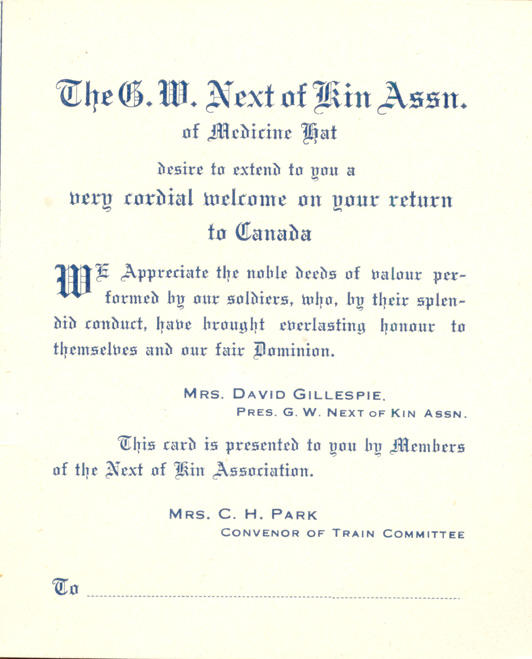 The G. W. Next of Kin Assn.
of Medicine Hat
desire to extend to you a
very cordial welcome on your return
to Canada
WE Appreciate the noble deeds of valour per-
formed by our soldiers, who, by their splen-
did conduct, have brought everlasting honour to
themselves and our fair Dominion.
MRS. DAVID GILLESPIE.
PRES. G. W. NEXT OF KIN ASSN.
This card is presented to you by Members
of the Next of Kin Association.
MRS. C. H. PARK
CONVENOR OF TRAIN COMMITTEE
To